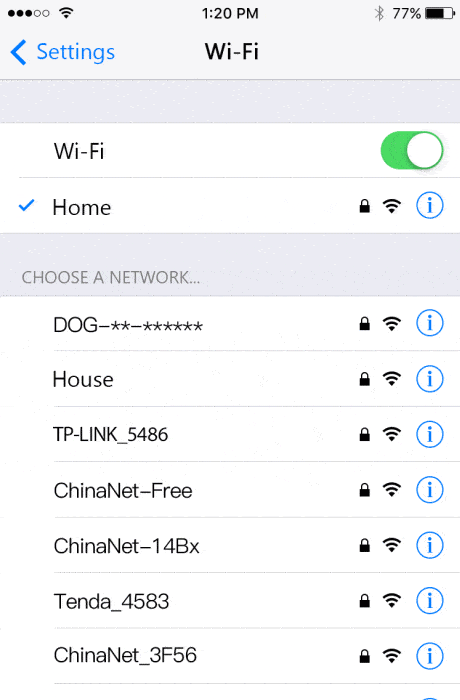 1:20 PM 77%
Settings Wi-Fi
Wi-Fi
Home
CHOOSE A NETWORK...
DOG-**-******
House
TP-LINK_5486
ChinaNet-Free
ChinaNet-14Bx
Tenda_4583
ChinaNet_3F56